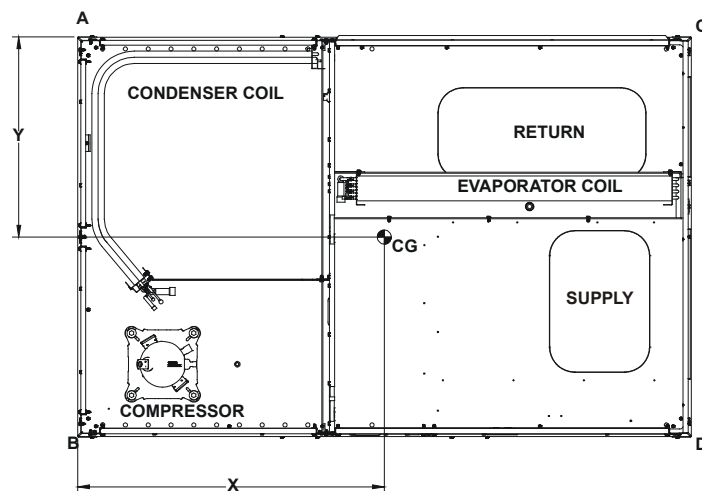 A
C
CONDENSER COIL
RETURN
Y
EVAPORATOR COIL
CG
SUPPLY
COMPRESSOR
B
D
X